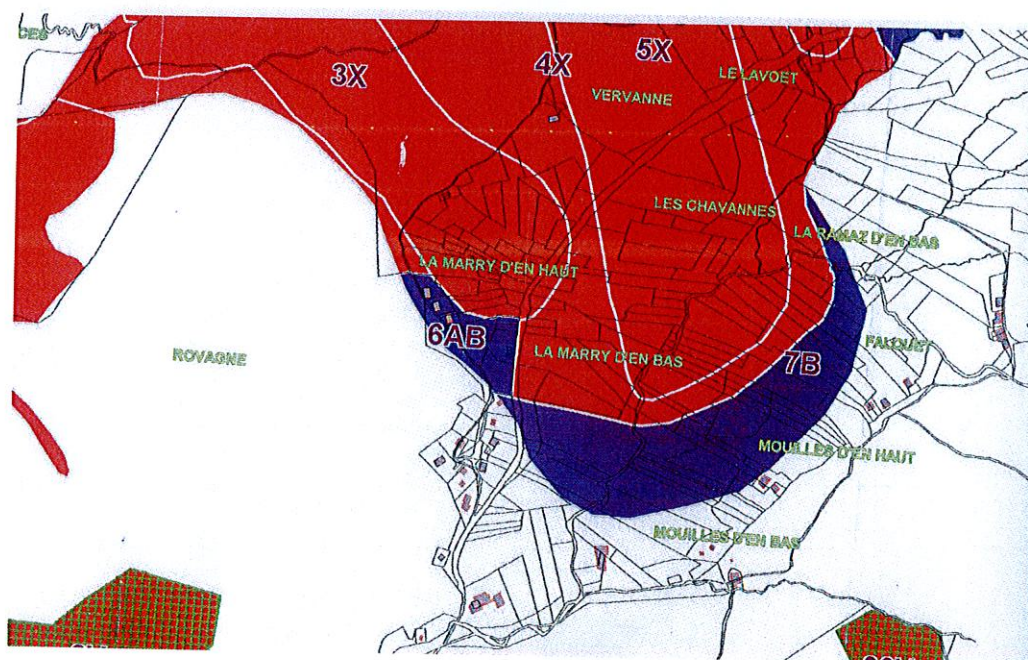 CES
3X
4X
5X
LE LAVOET
VERVANNE
LES CHAVANNES
LA RAMAZ D'EN BAS
LA MARRY D'EN HAUT
6AB
ROVAGNE
LA MARRY D'EN BAS
7B
FALQUET
MOUILLES D'EN HAUT
MOUILLES D'EN BAS